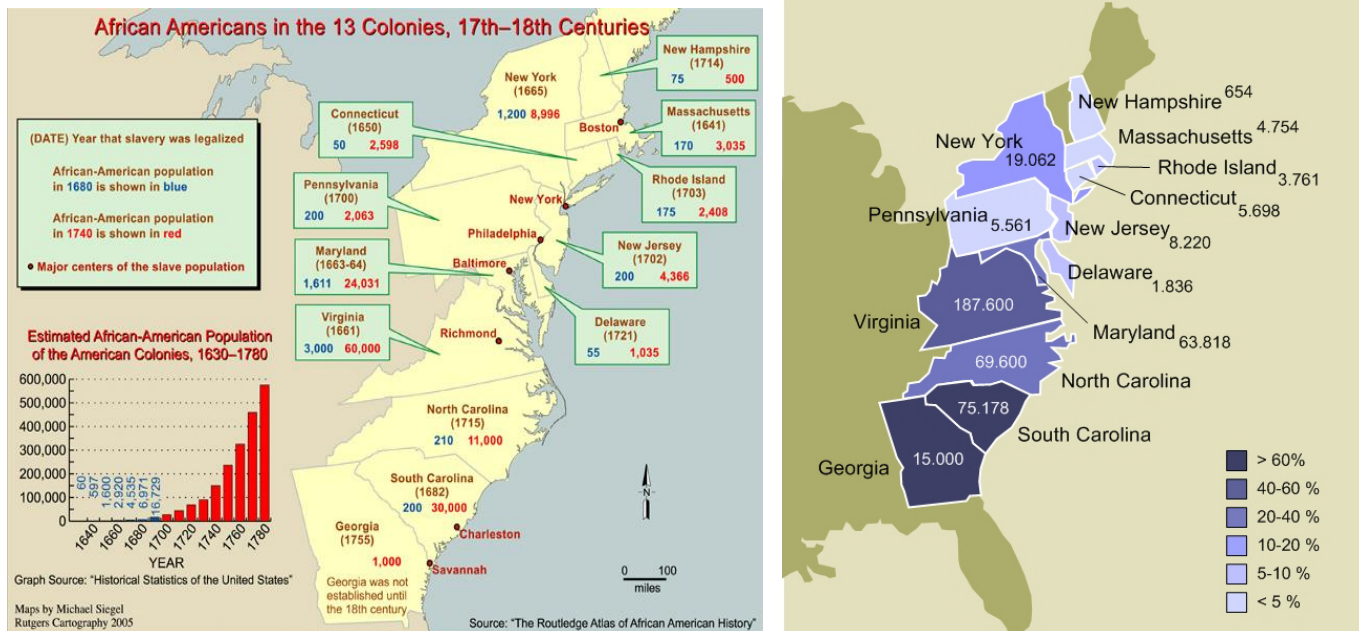 African Americans in the 13 Colonies, 17th–18th Centuries
(DATE) Year that slavery was legalized
African-American population
in 1680 is shown in blue
African-American population
in 1740 is shown in red
Major centers of the slave population
New Hampshire
(1714)
75 500
New York
(1665)
1,200 8,996
Connecticut
(1650)
50 2,598
Massachusetts
(1641)
170 3,035
Boston
Pennsylvania
(1700)
200 2,063
Rhode Island
(1703)
175 2,408
New York
Philadelphia
Maryland
(1663-64)
1,611 24,031
Baltimore
New Jersey
(1702)
200 4,366
Virginia
(1661)
3,000 60,000
Richmond
Delaware
(1721)
55 1,035
North Carolina
(1715)
210 11,000
South Carolina
(1682)
200 30,000
Charleston
Georgia
(1755)
1,000
Savannah
Georgia was not
established until
the 18th century
N
0 100
miles
Source: "The Routledge Atlas of African American History"
Estimated African-American Population
of the American Colonies, 1630–1780
600,000
500,000
400,000
300,000
200,000
100,000
0
60
597
1,600
2,920
4,535
6,971
16,729
1640
1660
1680
1700
1720
1740
1760
1780
YEAR
Graph Source: "Historical Statistics of the United States"
Maps by Michael Siegel
Rutgers Cartography 2005
New Hampshire 654
Massachusetts 4.754
New York
19.062
Rhode Island 3.761
Connecticut 5.698
Pennsylvania 5.561
New Jersey 8.220
Delaware 1.836
Virginia
187.600
Maryland 63.818
69.600
North Carolina
75.178
South Carolina
Georgia
15.000
> 60%
40-60 %
20-40 %
10-20 %
5-10 %
< 5 %